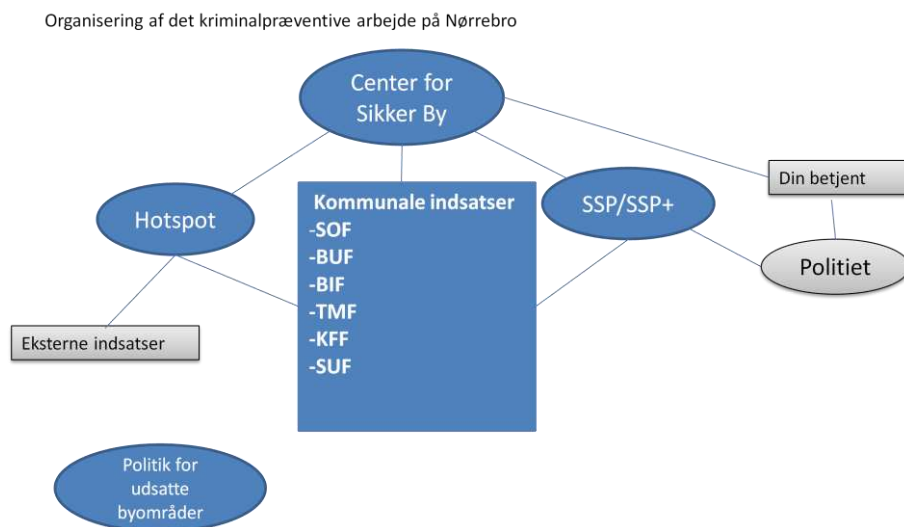 Organisering af det kriminalpræventive arbejde på Nørrebro
Center for
Sikker By
Din betjent
Hotspot
Kommunale indsatser
-SOF
-BUF
-BIF
-TMF
-KFF
-SUF
SSP/SSP+
Politiet
Eksterne indsatser
Politik for
udsatte
byområder